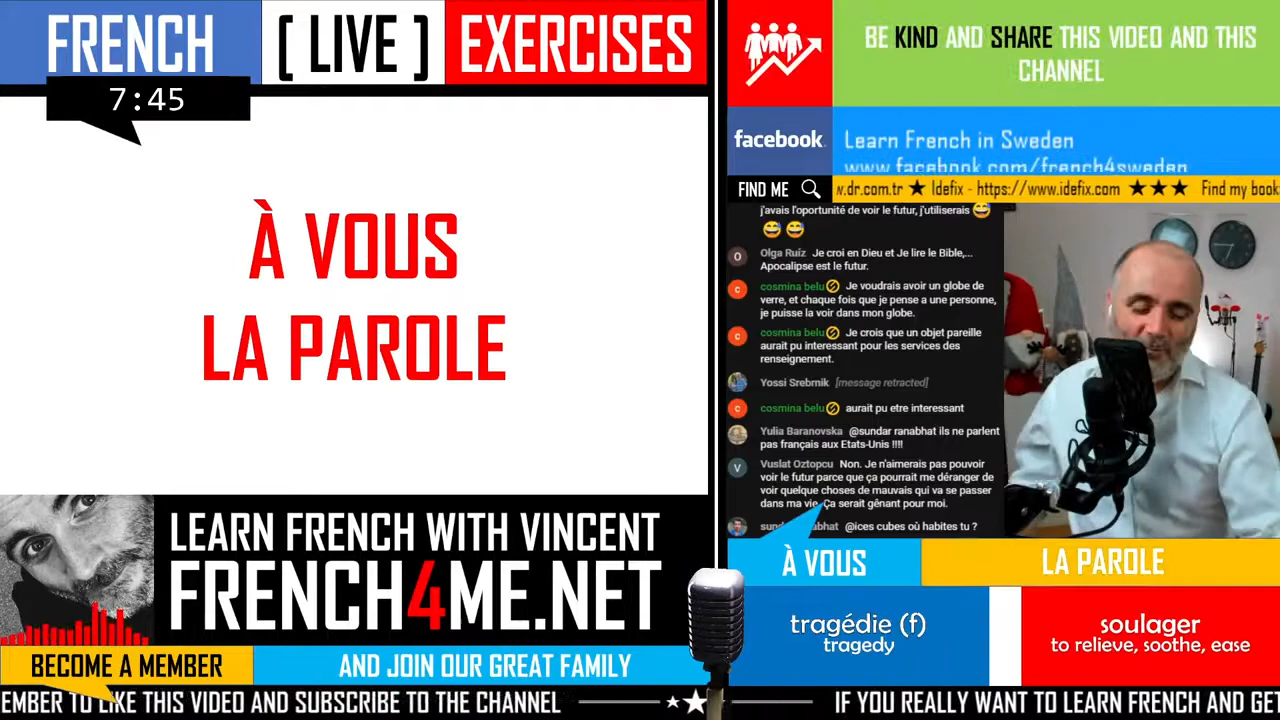 FRENCH
[ LIVE ]
EXERCISES
7:45
À VOUS
LA PAROLE
LEARN FRENCH WITH VINCENT
FRENCH4ME.NET
BECOME A MEMBER
AND JOIN OUR GREAT FAMILY
EMBER TO LIKE THIS VIDEO AND SUBSCRIBE TO THE CHANNEL
IF YOU REALLY WANT TO LEARN FRENCH AND GET
BE KIND AND SHARE THIS VIDEO AND THIS
CHANNEL
facebook.
Learn French in Sweden
www.facebook.com/french4sweden
FIND ME
w.dr.com.tr ★ Idefix - https://www.idefix.com ★★★ Find my book
j'avais l'oportunité de voir le futur, j'utiliserais 😅
😅 😅
O Olga Ruiz Je croi en Dieu et Je lire le Bible,...
Apocalipse est le futur.
c cosmina belu Je voudrais avoir un globe de
verre, et chaque fois que je pense a une personne,
je puisse la voir dans mon globe.
c cosmina belu Je crois que un objet pareille
aurait pu interessant pour les services des
renseignement.
Yossi Srebrnik [message retracted]
c cosmina belu aurait pu etre interessant
Yulia Baranovska @sundar ranabhat ils ne parlent
pas français aux Etats-Unis !!!!
V Vuslat Oztopcu Non. Je n'aimerais pas pouvoir
voir le futur parce que ça pourrait me déranger de
voir quelque choses de mauvais qui va se passer
dans ma vie. Ça serait gênant pour moi.
@ices cubes où habites tu ?
À VOUS
LA PAROLE
tragédie (f)
tragedy
soulager
to relieve, soothe, ease